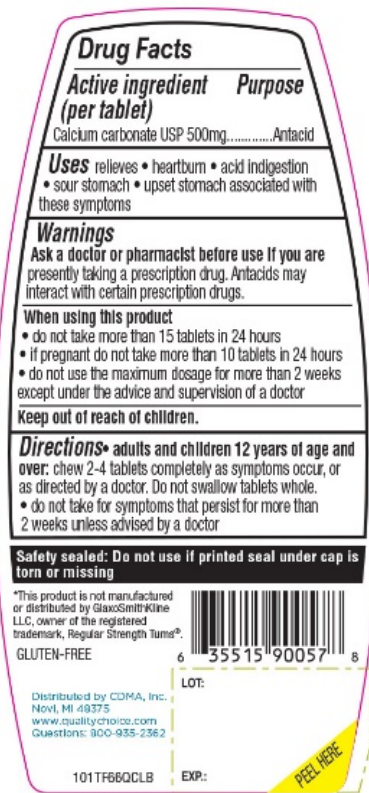 Drug Facts
Active ingredient Purpose
(per tablet)
Calcium carbonate USP 500mg.............Antacid
Uses relieves • heartburn • acid indigestion
• sour stomach • upset stomach associated with
these symptoms
Warnings
Ask a doctor or pharmacist before use if you are
presently taking a prescription drug. Antacids may
interact with certain prescription drugs.
When using this product
• do not take more than 15 tablets in 24 hours
• if pregnant do not take more than 10 tablets in 24 hours
• do not use the maximum dosage for more than 2 weeks
except under the advice and supervision of a doctor
Keep out of reach of children.
Directions• adults and children 12 years of age and
over: chew 2-4 tablets completely as symptoms occur, or
as directed by a doctor. Do not swallow tablets whole.
• do not take for symptoms that persist for more than
2 weeks unless advised by a doctor
Safety sealed: Do not use if printed seal under cap is
torn or missing
*This product is not manufactured
or distributed by GlaxoSmithKline
LLC, owner of the registered
trademark, Regular Strength Tums®.
GLUTEN-FREE
6 35515 90057 8
Distributed by CDMA, Inc.
Novi, MI 48375
www.qualitychoice.com
Questions: 800-935-2362
101TF66QCLB
LOT:
EXP.:
PEEL HERE